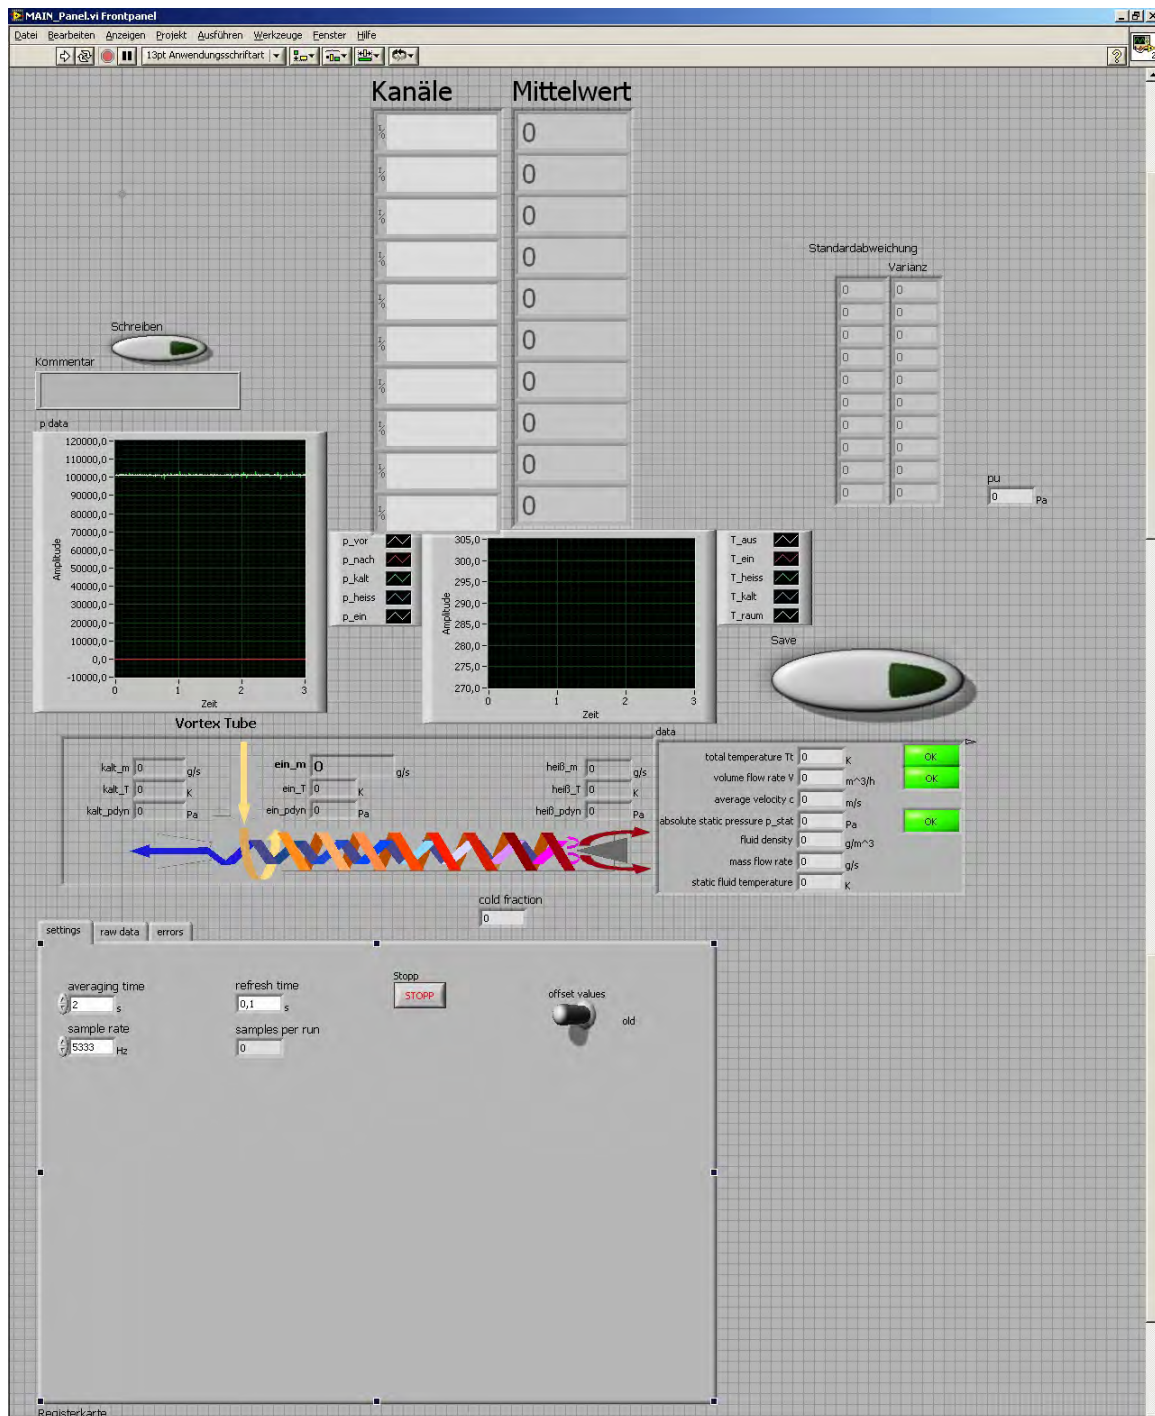 MAIN_Panel.vi Frontpanel
Datei Bearbeiten Anzeigen Projekt Ausführen Werkzeuge Fenster Hilfe
13pt Anwendungsschriftart
2
Kanäle Mittelwert
0
0
0
0
0
0
0
0
0
0
Standardabweichung
Varianz
0 0
0 0
0 0
0 0
0 0
0 0
0 0
0 0
0 0
0 0
pu
0 Pa
Schreiben
Kommentar
p data
120000,0
110000,0
100000,0
90000,0
80000,0
70000,0
60000,0
50000,0
40000,0
30000,0
20000,0
10000,0
0,0
-10000,0
Amplitude
0 1 2 3
Zeit
p_vor
p_nach
p_kalt
p_heiss
p_ein
305,0
300,0
295,0
290,0
285,0
280,0
275,0
270,0
Amplitude
0 1 2 3
Zeit
T_aus
T_ein
T_heiss
T_kalt
T_raum
Save
Vortex Tube
kalt_m 0 g/s
kalt_T 0 K
kalt_pdyn 0 Pa
ein_m 0 g/s
ein_T 0 K
ein_pdyn 0 Pa
heiß_m 0 g/s
heiß_T 0 K
heiß_pdyn 0 Pa
data
total temperature Tt 0 K OK
volume flow rate V 0 m^3/h OK
average velocity c 0 m/s
absolute static pressure p_stat 0 Pa OK
fluid density 0 g/m^3
mass flow rate 0 g/s
static fluid temperature 0 K
cold fraction
0
settings raw data errors
averaging time
2 s
refresh time
0,1 s
Stopp
STOPP
offset values
old
sample rate
5333 Hz
samples per run
0
Registerkarte